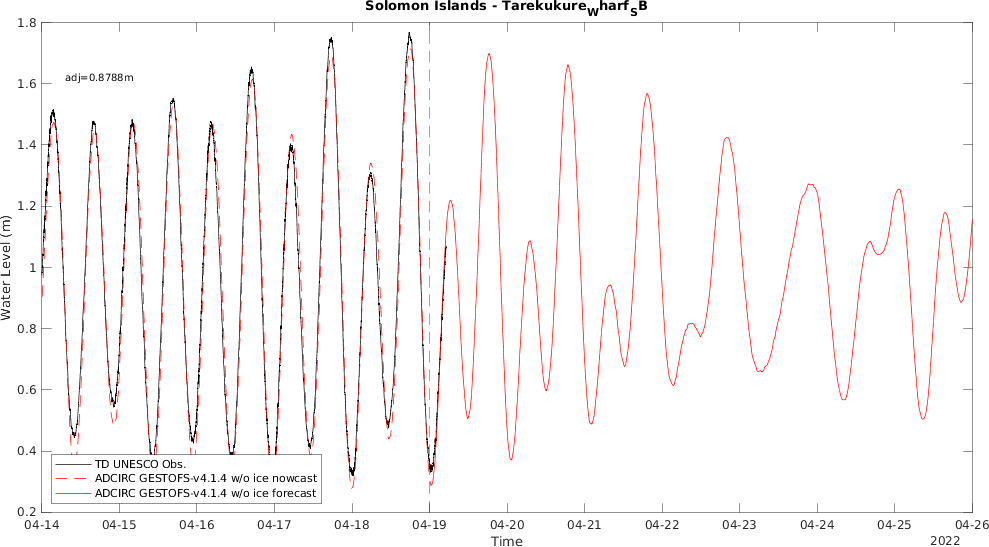 Solomon Islands - TarekukureWharfSB
adj=0.8788m
Water Level (m)
1.8
1.6
1.4
1.2
1
0.8
0.6
0.4
0.2
TD UNESCO Obs.
ADCIRC GESTOFS-v4.1.4 w/o ice nowcast
ADCIRC GESTOFS-v4.1.4 w/o ice forecast
04-14 04-15 04-16 04-17 04-18 04-19 04-20 04-21 04-22 04-23 04-24 04-25 04-26
Time
2022